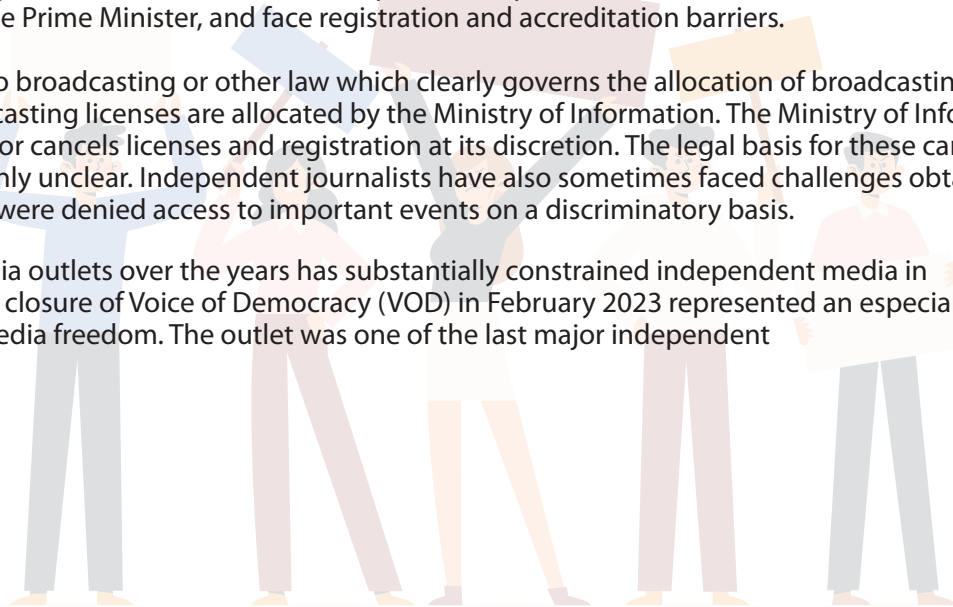 e Prime Minister, and face registration and accreditation barriers.
o broadcasting or other law which clearly governs the allocation of broadcastin
casting licenses are allocated by the Ministry of Information. The Ministry of Info
or cancels licenses and registration at its discretion. The legal basis for these can
nly unclear. Independent journalists have also sometimes faced challenges obta
were denied access to important events on a discriminatory basis.
ia outlets over the years has substantially constrained independent media in
closure of Voice of Democracy (VOD) in February 2023 represented an especia
edia freedom. The outlet was one of the last major independent